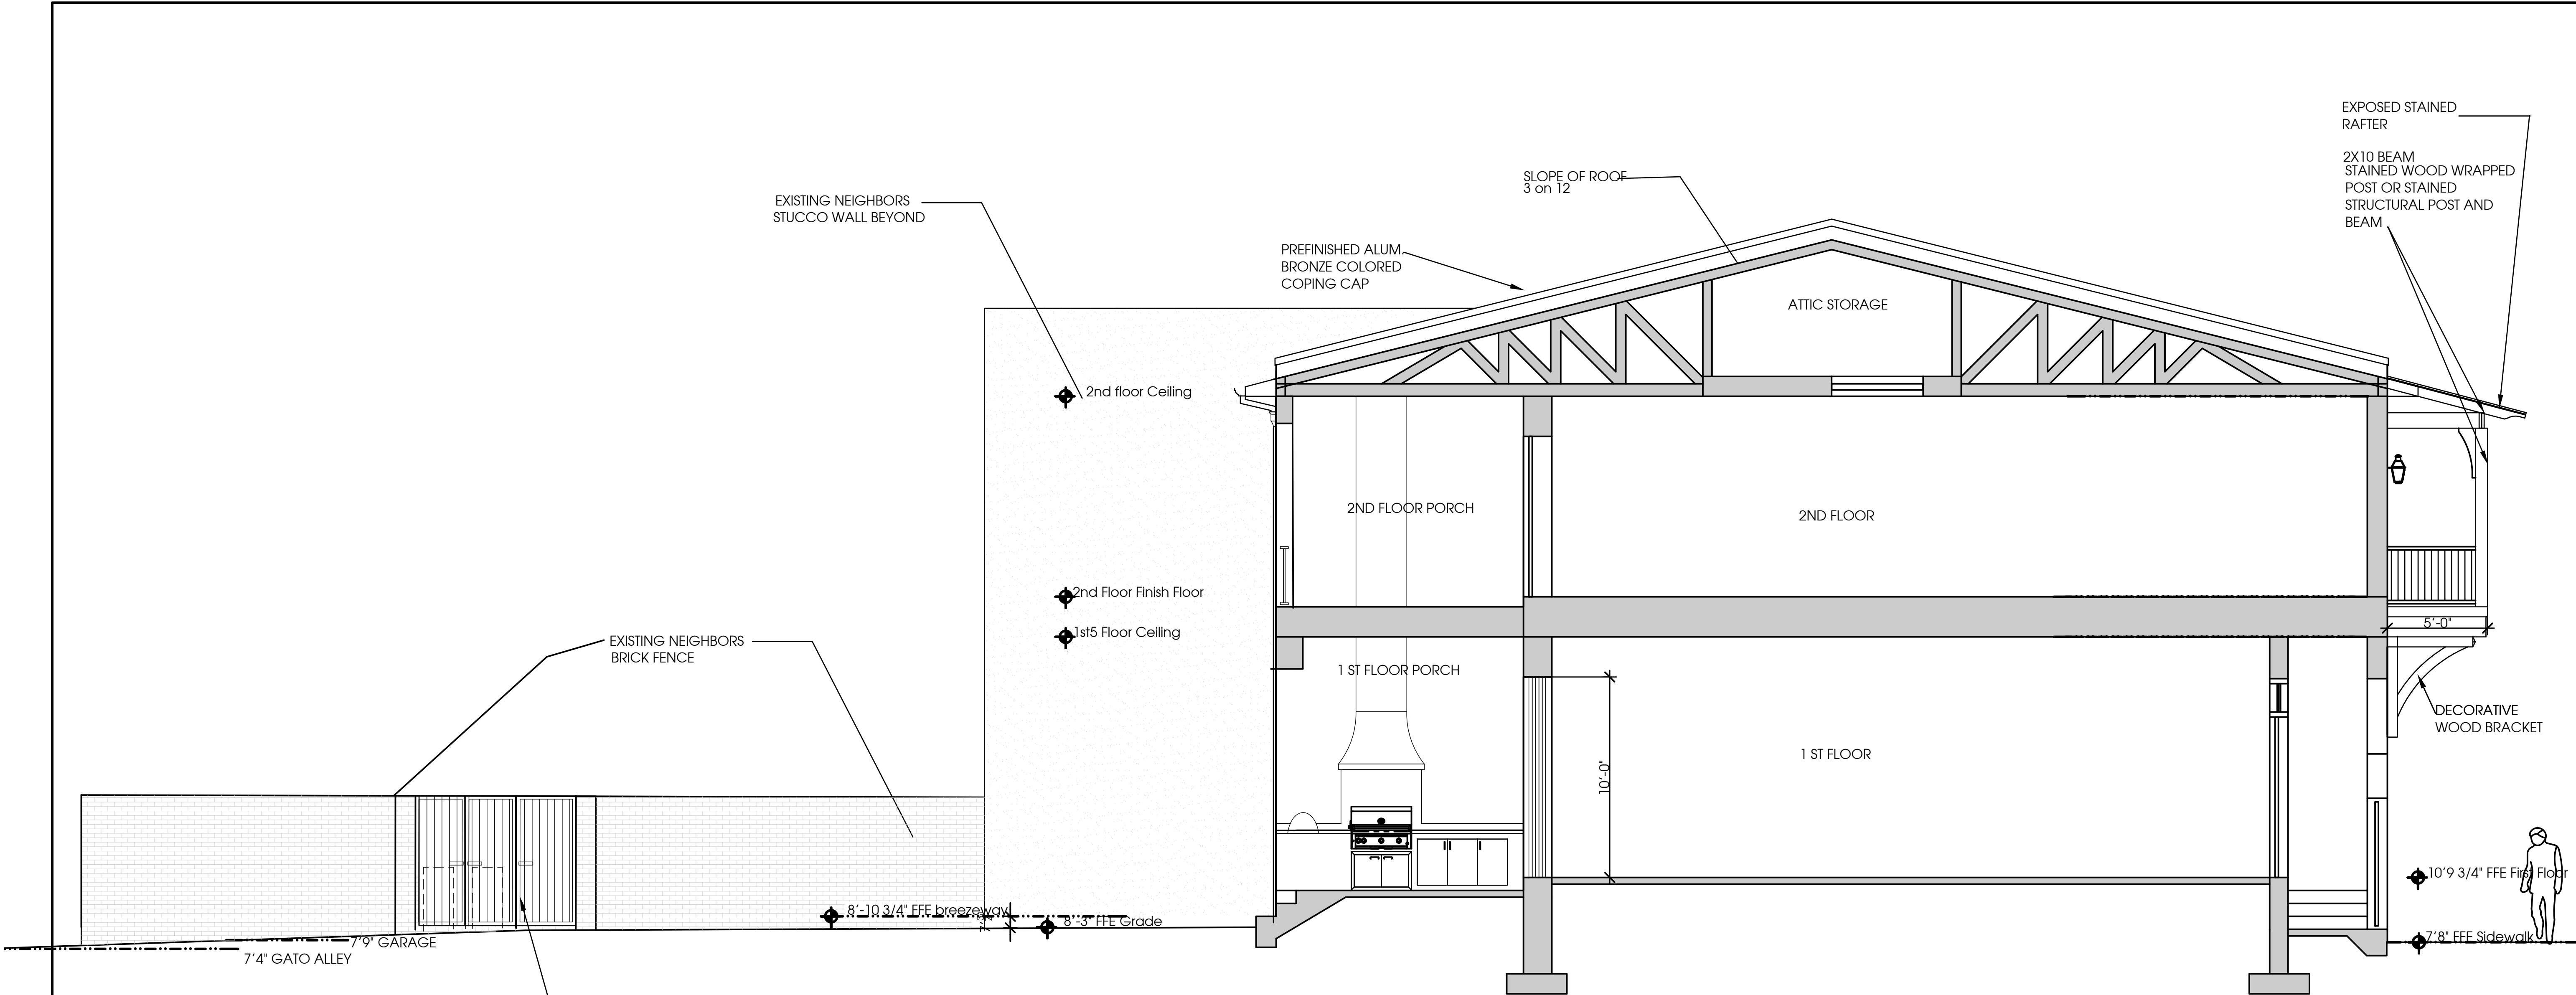 EXPOSED STAINED
RAFTER
2X10 BEAM
STAINED WOOD WRAPPED
POST OR STAINED
STRUCTURAL POST AND
BEAM
SLOPE OF ROOF
3 on 12
EXISTING NEIGHBORS
STUCCO WALL BEYOND
PREFINISHED ALUM.
BRONZE COLORED
COPING CAP
ATTIC STORAGE
2nd floor Ceiling
2ND FLOOR PORCH
2ND FLOOR
2nd Floor Finish Floor
1st5 Floor Ceiling
5'-0"
EXISTING NEIGHBORS
BRICK FENCE
1 ST FLOOR PORCH
DECORATIVE
WOOD BRACKET
1 ST FLOOR
10'-0"
10'9 3/4" FFE First Floor
8'-10 3/4" FFE breezeway
8'-3" FFE Grade
7'8" FFE Sidewalk
7'9" GARAGE
7'4" GATO ALLEY